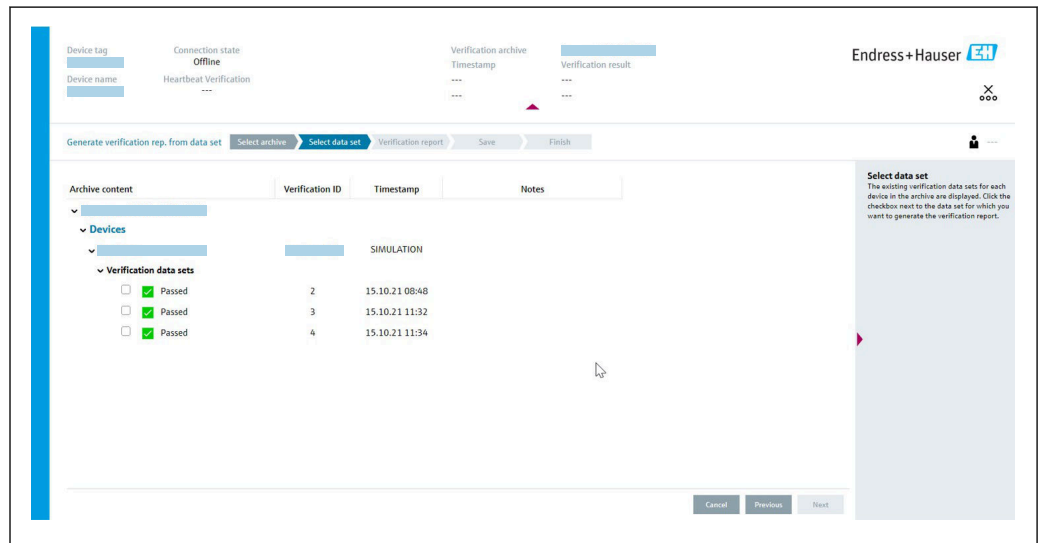 Device tag
Connection state
Offline
Device name
Heartbeat Verification
---
Verification archive
Timestamp
Verification result
--- ---
--- ---
Endress+Hauser EH
Generate verification rep. from data set
Select archive
Select data set
Verification report
Save
Finish
---
Archive content
Verification ID
Timestamp
Notes
Devices
SIMULATION
Verification data sets
Passed 2 15.10.21 08:48
Passed 3 15.10.21 11:32
Passed 4 15.10.21 11:34
Select data set
The existing verification data sets for each
device in the archive are displayed. Click the
checkbox next to the data set for which you
want to generate the verification report.
Cancel
Previous
Next